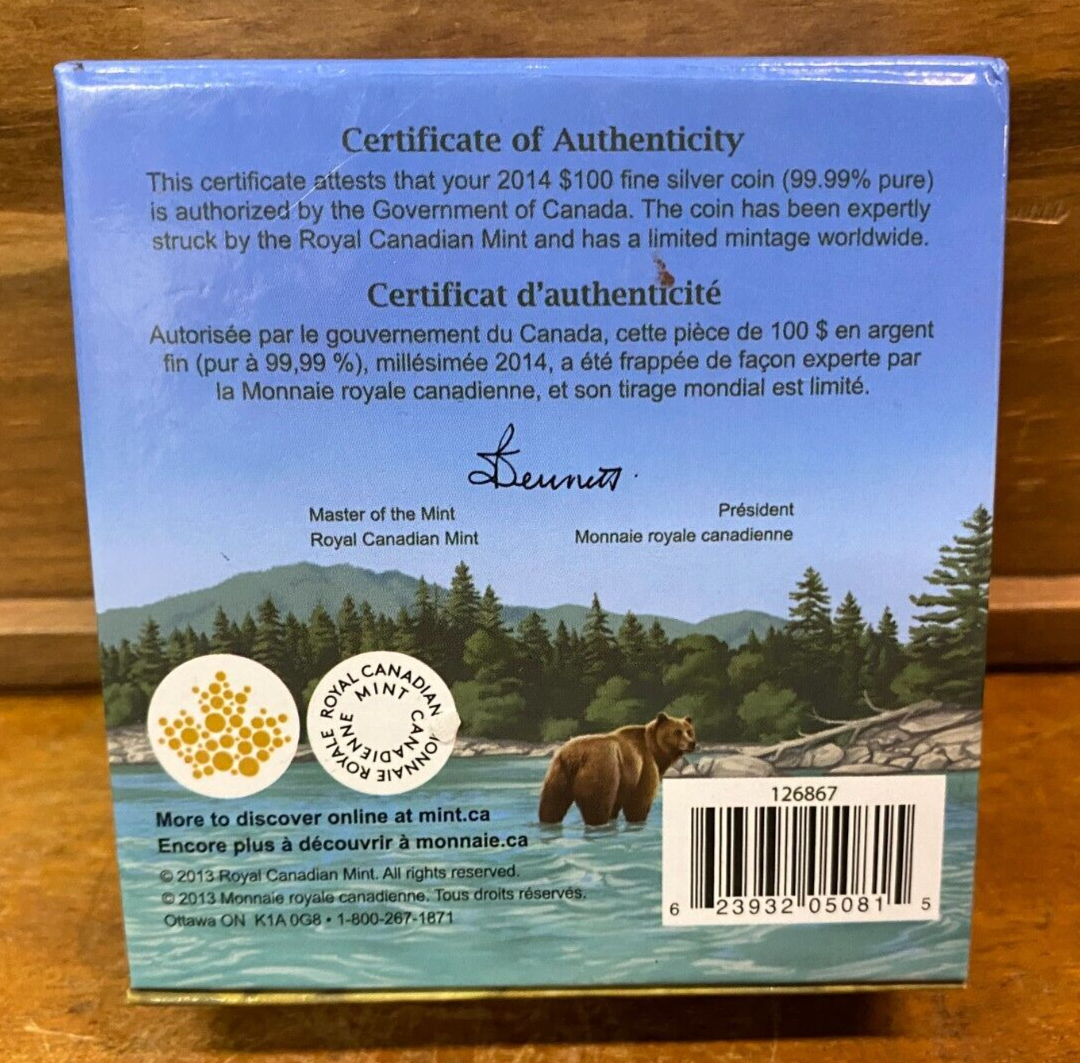 Certificate of Authenticity
This certificate attests that your 2014 $100 fine silver coin (99.99% pure)
is authorized by the Government of Canada. The coin has been expertly
struck by the Royal Canadian Mint and has a limited mintage worldwide.
Certificat d'authenticité
Autorisée par le gouvernement du Canada, cette pièce de 100 $ en argent
fin (pur à 99,99 %), millésimée 2014, a été frappée de façon experte par
la Monnaie royale canadienne, et son tirage mondial est limité.
Bennett
Master of the Mint
Royal Canadian Mint
Président
Monnaie royale canadienne
ROYAL CANADIAN MINT
MONNAIE ROYALE CANADIENNE
More to discover online at mint.ca
Encore plus à découvrir à monnaie.ca
© 2013 Royal Canadian Mint. All rights reserved.
© 2013 Monnaie royale canadienne. Tous droits réservés.
Ottawa ON K1A 0G8 • 1-800-267-1871
126867
6 23932 05081 5